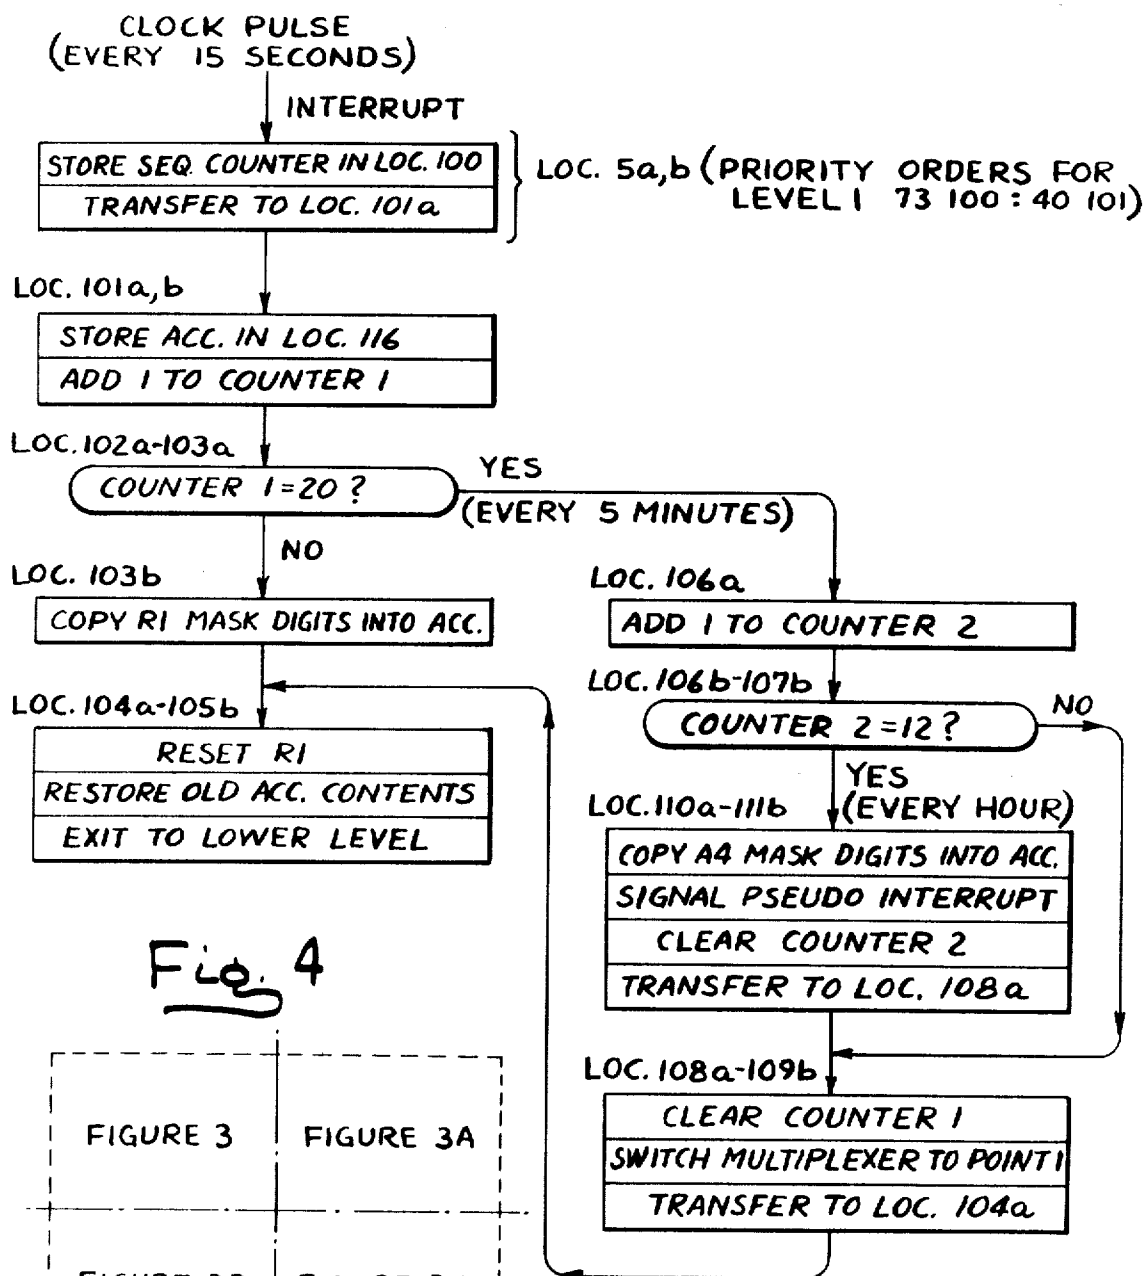 CLOCK PULSE
(EVERY 15 SECONDS)
INTERRUPT
STORE SEQ. COUNTER IN LOC. 100
TRANSFER TO LOC. 101a
LOC. 5a,b (PRIORITY ORDERS FOR
LEVEL 1 73 100 : 40 101)
LOC. 101a,b
STORE ACC. IN LOC. 116
ADD 1 TO COUNTER 1
LOC. 102a-103a
COUNTER 1=20 ?
YES
(EVERY 5 MINUTES)
NO
LOC. 103b
COPY R1 MASK DIGITS INTO ACC.
LOC. 104a-105b
RESET R1
RESTORE OLD ACC. CONTENTS
EXIT TO LOWER LEVEL
LOC. 106a
ADD 1 TO COUNTER 2
LOC. 106b-107b
COUNTER 2=12 ?
NO
YES
(EVERY HOUR)
LOC. 110a-111b
COPY A4 MASK DIGITS INTO ACC.
SIGNAL PSEUDO INTERRUPT
CLEAR COUNTER 2
TRANSFER TO LOC. 108a
LOC. 108a-109b
CLEAR COUNTER 1
SWITCH MULTIPLEXER TO POINT 1
TRANSFER TO LOC. 104a
Fig. 4
FIGURE 3
FIGURE 3A